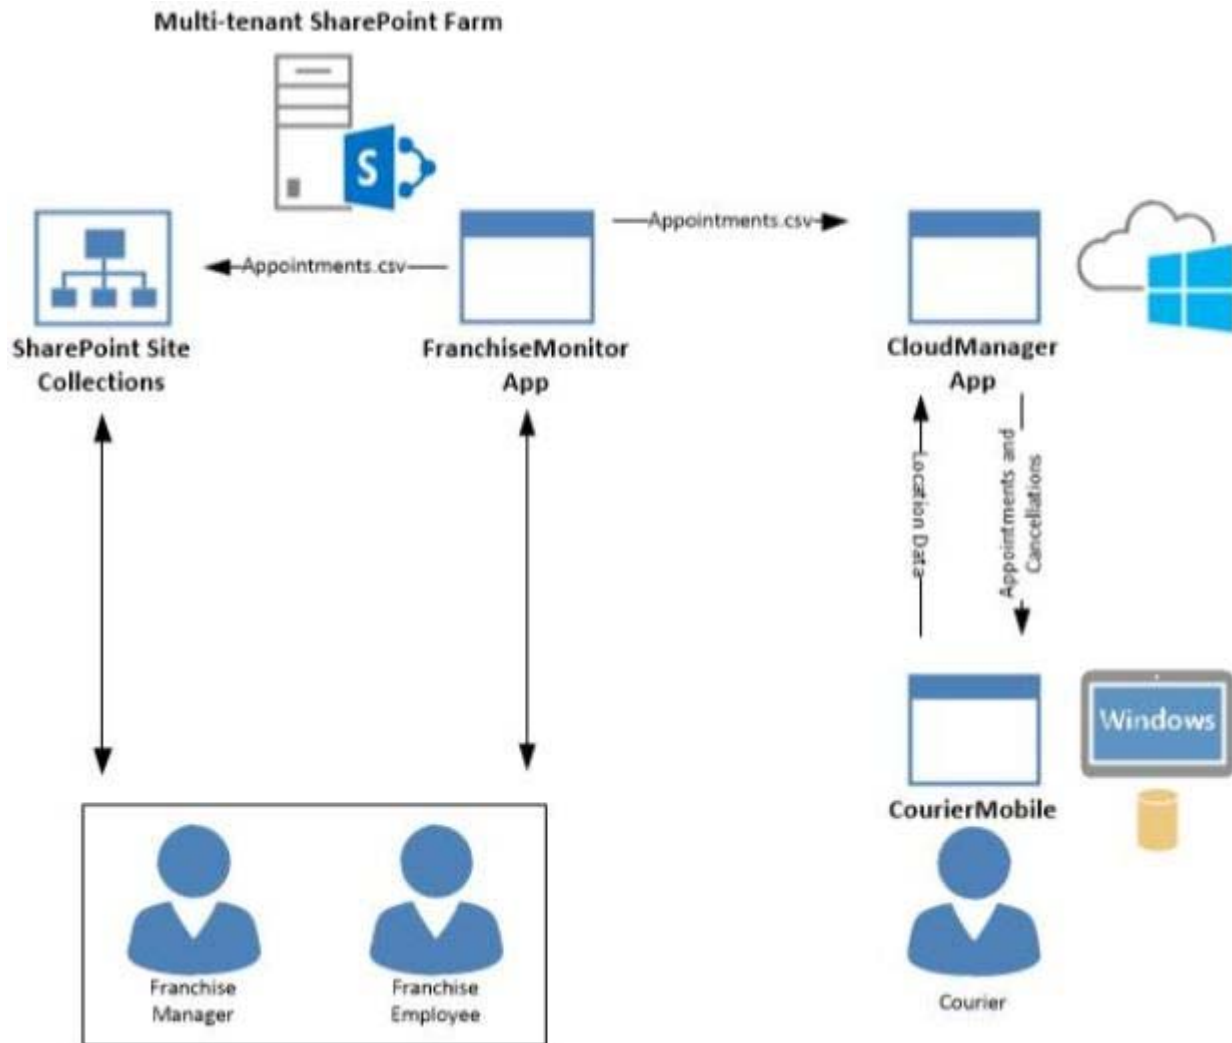 Multi-tenant SharePoint Farm
S
Appointments.csv
Appointments.csv
SharePoint Site
Collections
FranchiseMonitor
App
CloudManager
App
Location Data
Appointments and
Cancellations
Windows
CourierMobile
Franchise
Manager
Franchise
Employee
Courier